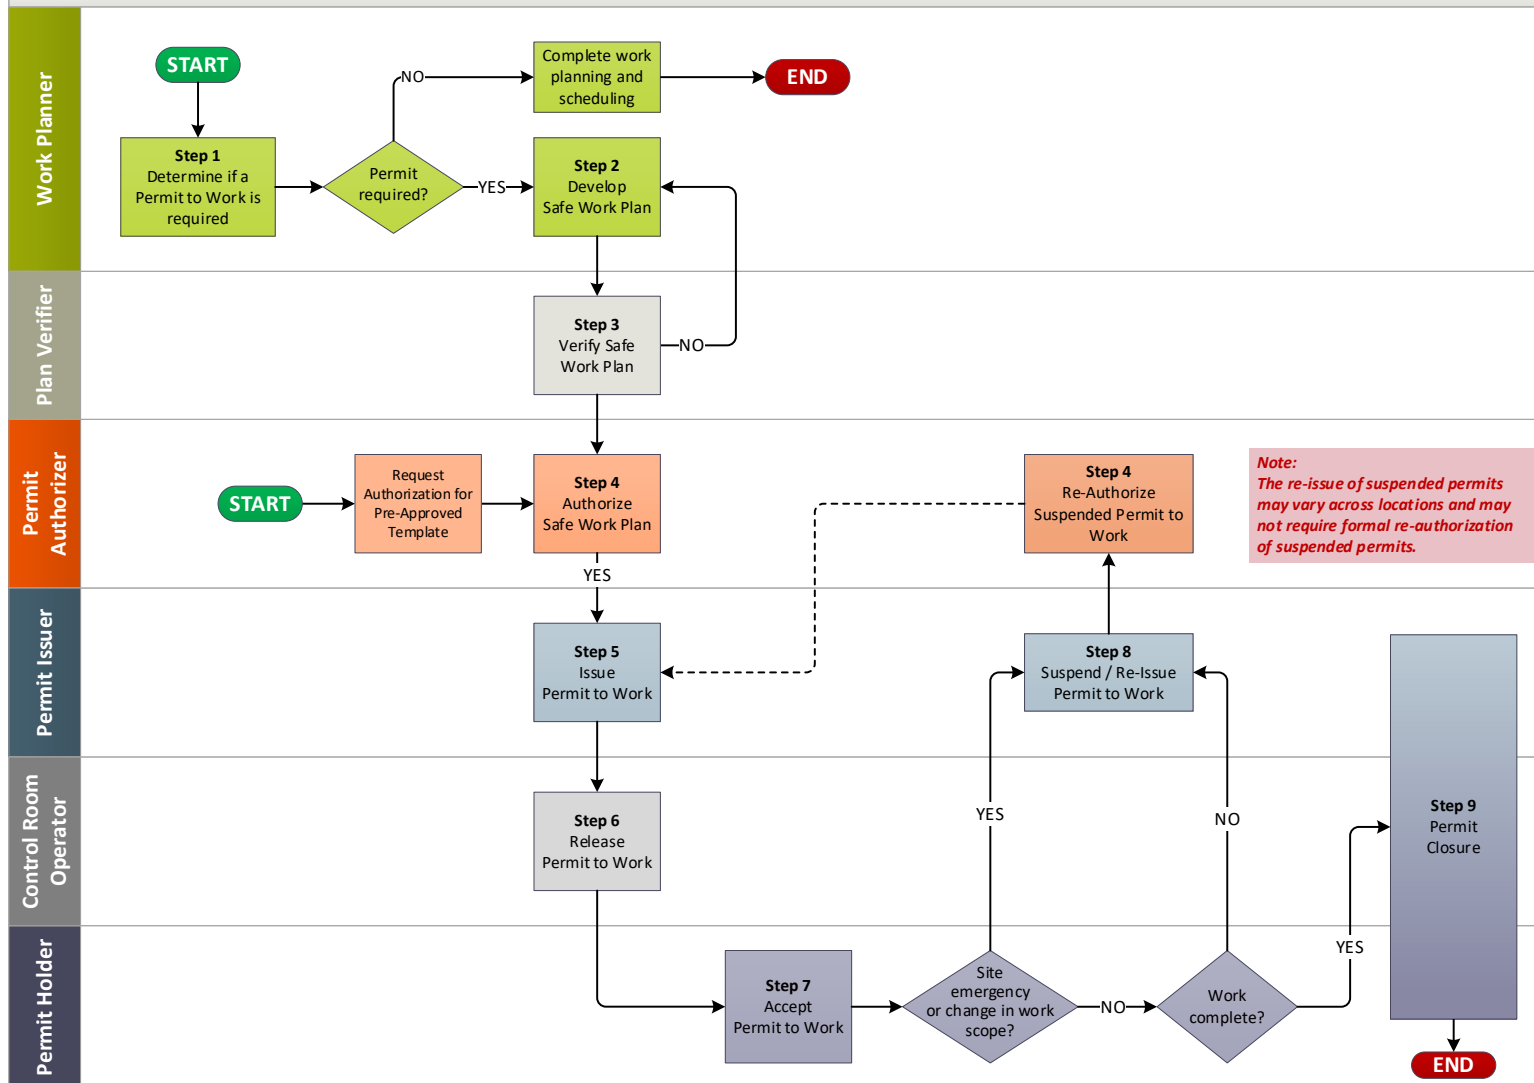 Work Planner
START
NO
Complete work
planning and
scheduling
END
Step 1
Determine if a
Permit to Work is
required
Permit
required?
YES
Step 2
Develop
Safe Work Plan
Plan Verifier
Step 3
Verify Safe
Work Plan
NO
Permit
Authorizer
START
Request
Authorization for
Pre-Approved
Template
Step 4
Authorize
Safe Work Plan
YES
Step 4
Re-Authorize
Suspended Permit to
Work
Note:
The re-issue of suspended permits
may vary across locations and may
not require formal re-authorization
of suspended permits.
Permit Issuer
Step 5
Issue
Permit to Work
Step 8
Suspend / Re-Issue
Permit to Work
Control Room
Operator
Step 6
Release
Permit to Work
YES
NO
Step 9
Permit
Closure
Permit Holder
Step 7
Accept
Permit to Work
Site
emergency
or change in work
scope?
NO
Work
complete?
YES
END